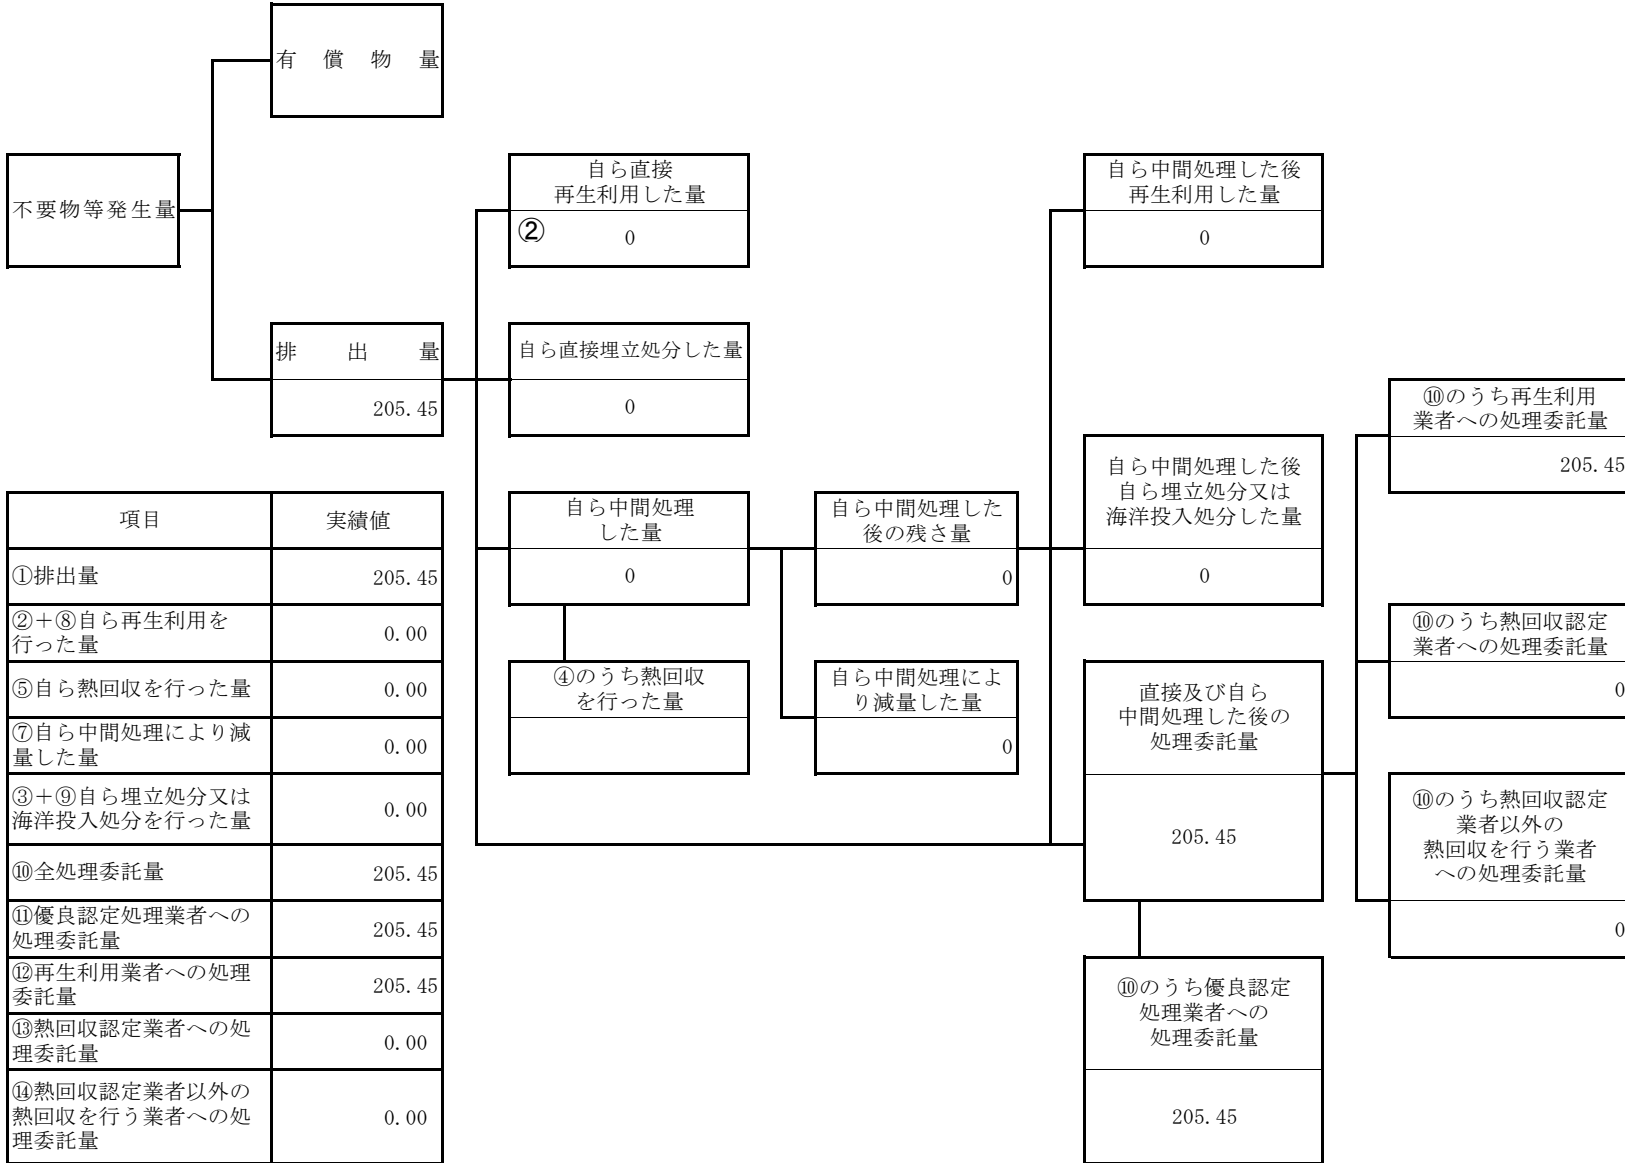 有償物量
不要物等発生量
自ら直接
再生利用した量
②
0
自ら中間処理した後
再生利用した量
0
排出量
205.45
自ら直接埋立処分した量
0
⑩のうち再生利用
業者への処理委託量
205.45
自ら中間処理
した量
0
自ら中間処理した
後の残さ量
0
自ら中間処理した後
自ら埋立処分又は
海洋投入処分した量
0
⑩のうち熱回収認定
業者への処理委託量
0
④のうち熱回収
を行った量
自ら中間処理によ
り減量した量
0
直接及び自ら
中間処理した後の
処理委託量
205.45
⑩のうち熱回収認定
業者以外の
熱回収を行う業者
への処理委託量
0
⑩のうち優良認定
処理業者への
処理委託量
205.45
項目 実績値
①排出量 205.45
②+⑧自ら再生利用を
行った量 0.00
⑤自ら熱回収を行った量 0.00
⑦自ら中間処理により減
量した量 0.00
③+⑨自ら埋立処分又は
海洋投入処分を行った量 0.00
⑩全処理委託量 205.45
⑪優良認定処理業者への
処理委託量 205.45
⑫再生利用業者への処理
委託量 205.45
⑬熱回収認定業者への処
理委託量 0.00
⑭熱回収認定業者以外の
熱回収を行う業者への処
理委託量 0.00